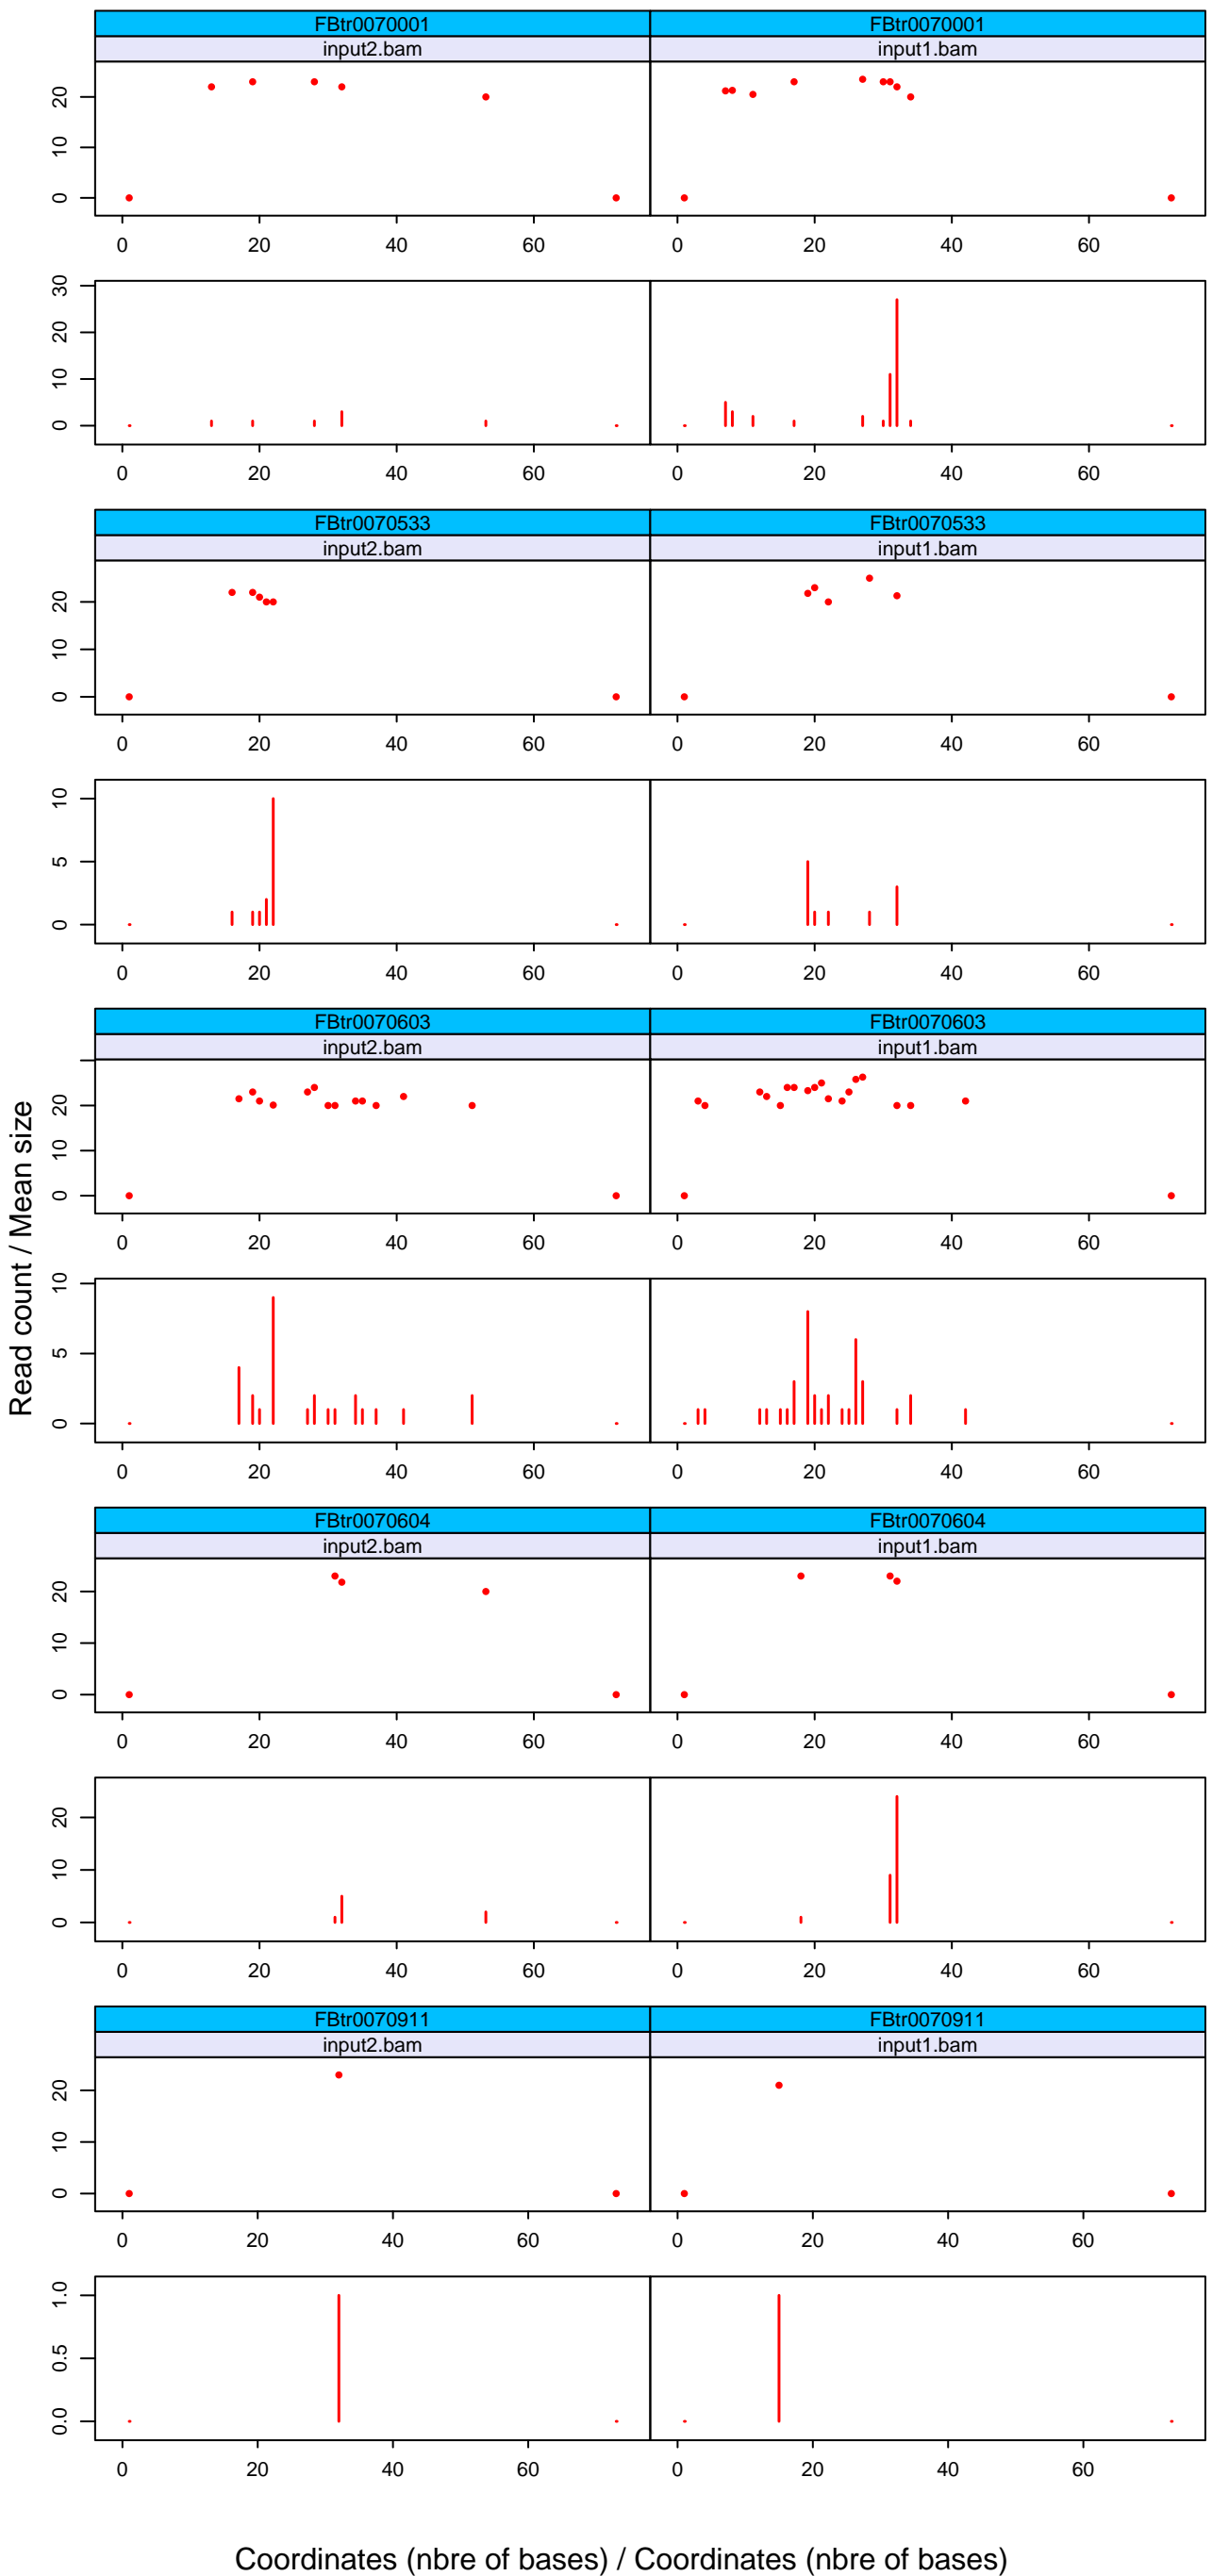 FBtr0070001 FBtr0070001
input2.bam input1.bam
20
10
0
0 20 40 60 0 20 40 60
30
20
10
0
0 20 40 60 0 20 40 60
FBtr0070533 FBtr0070533
input2.bam input1.bam
20
10
0
0 20 40 60 0 20 40 60
10
5
0
0 20 40 60 0 20 40 60
FBtr0070603 FBtr0070603
input2.bam input1.bam
20
10
0
0 20 40 60 0 20 40 60
Read count / Mean size
10
5
0
0 20 40 60 0 20 40 60
FBtr0070604 FBtr0070604
input2.bam input1.bam
20
10
0
0 20 40 60 0 20 40 60
20
10
0
0 20 40 60 0 20 40 60
FBtr0070911 FBtr0070911
input2.bam input1.bam
20
10
0
0 20 40 60 0 20 40 60
1.0
0.5
0.0
0 20 40 60 0 20 40 60
Coordinates (nbre of bases) / Coordinates (nbre of bases)